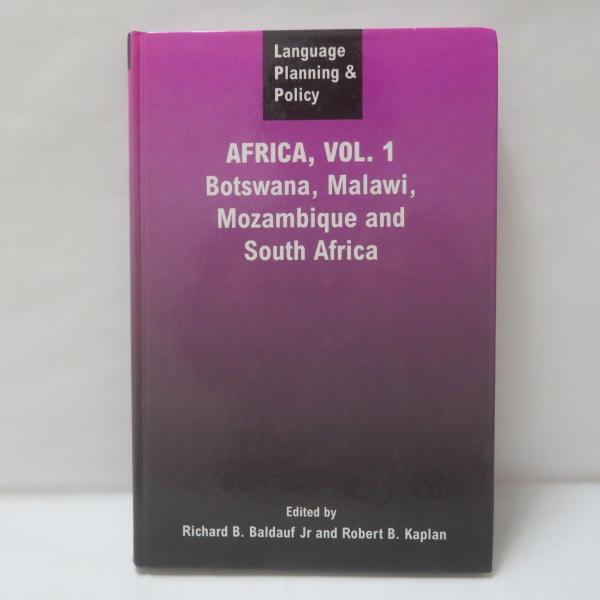 Language
Planning &
Policy
AFRICA, VOL. 1
Botswana, Malawi,
Mozambique and
South Africa
Edited by
Richard B. Baldauf Jr and Robert B. Kaplan